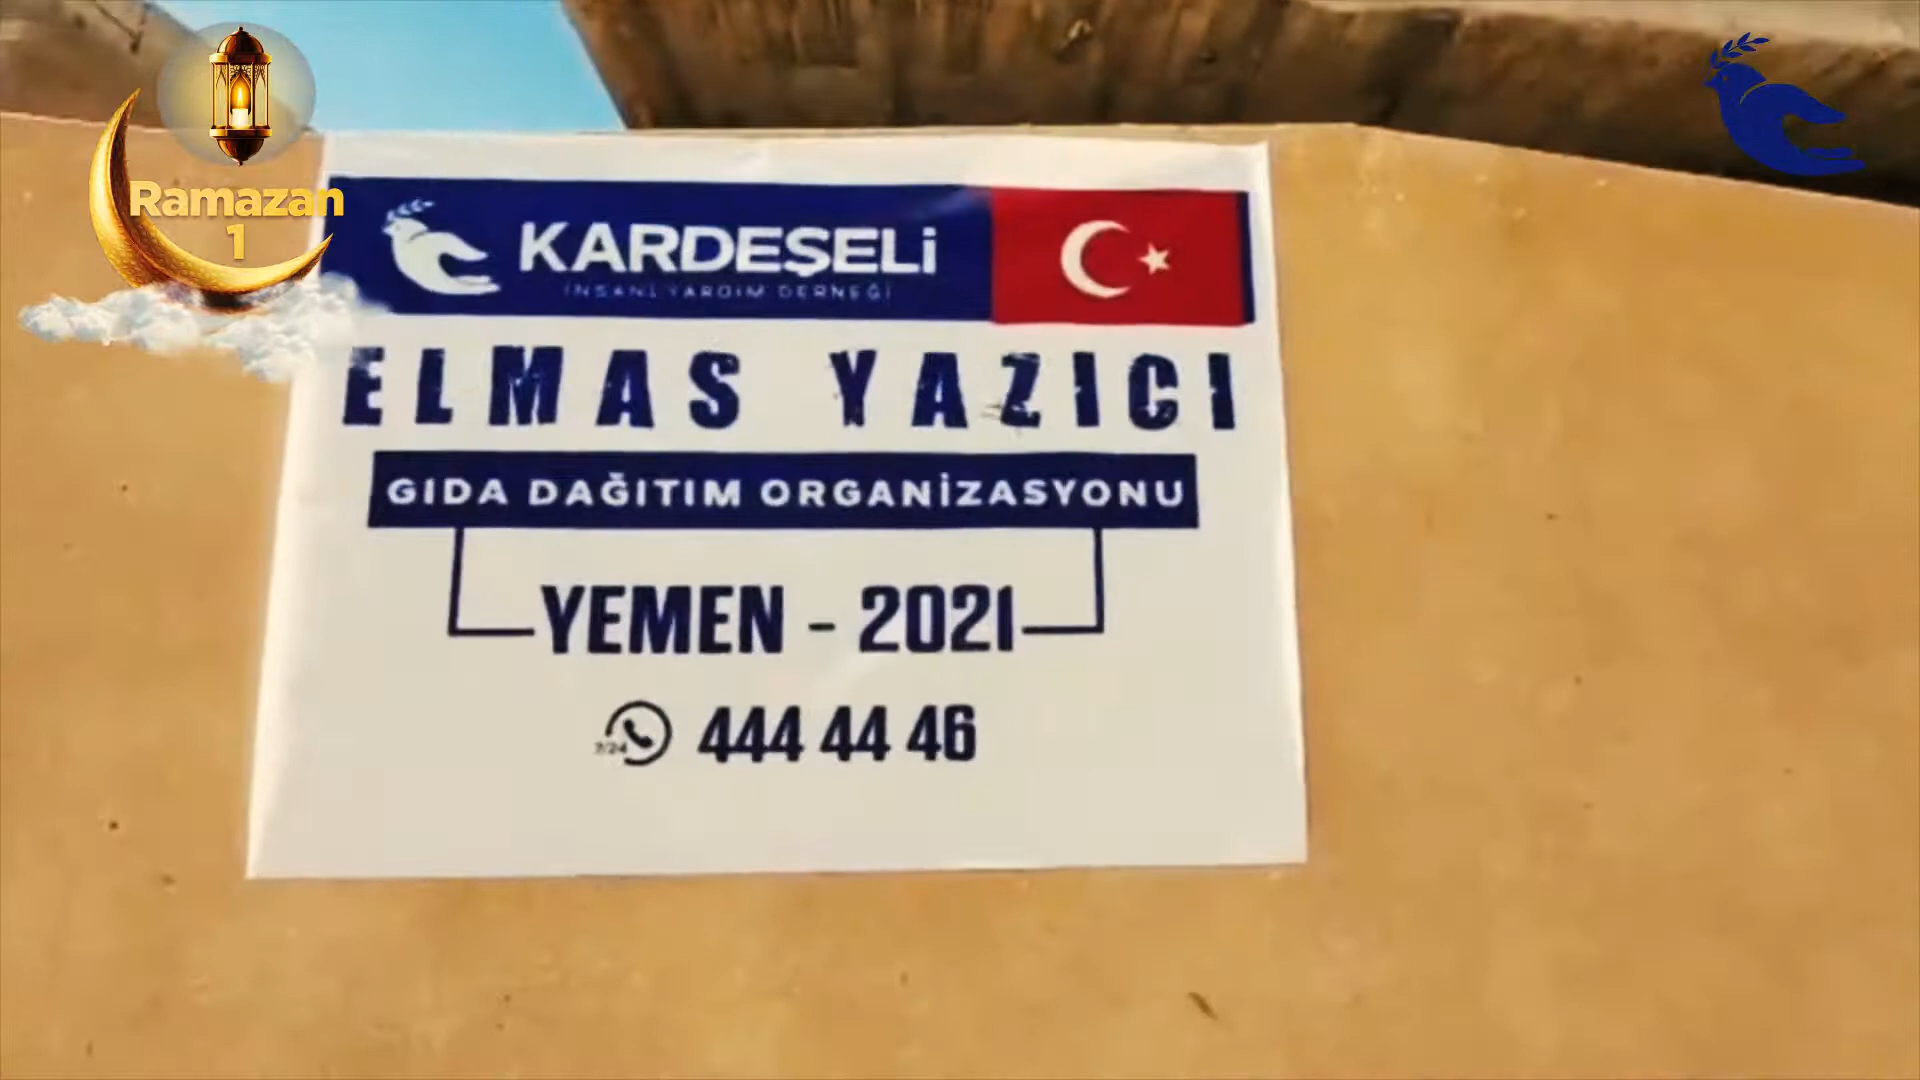 Ramazan
1
KARDEŞELİ
İNSANİ YARDIM DERNEĞİ
ELMAS YAZICI
GIDA DAĞITIM ORGANİZASYONU
YEMEN - 2021
7/24 444 44 46